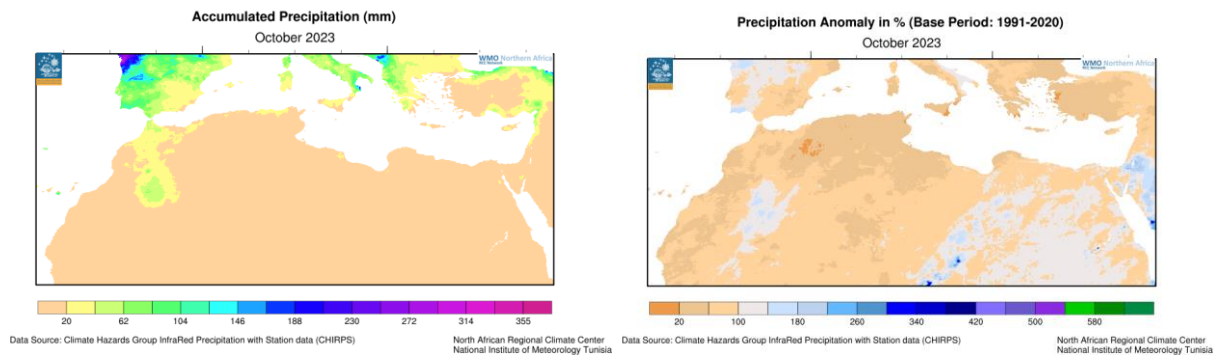 Accumulated Precipitation (mm)
October 2023
WMO Northern Africa
RCC Network
20 62 104 146 188 230 272 314 355
Data Source: Climate Hazards Group InfraRed Precipitation with Station data (CHIRPS)
North African Regional Climate Center
National Institute of Meteorology Tunisia
Precipitation Anomaly in % (Base Period: 1991-2020)
October 2023
WMO Northern Africa
RCC Network
20 100 180 260 340 420 500 580
Data Source: Climate Hazards Group InfraRed Precipitation with Station data (CHIRPS)
North African Regional Climate Center
National Institute of Meteorology Tunisia